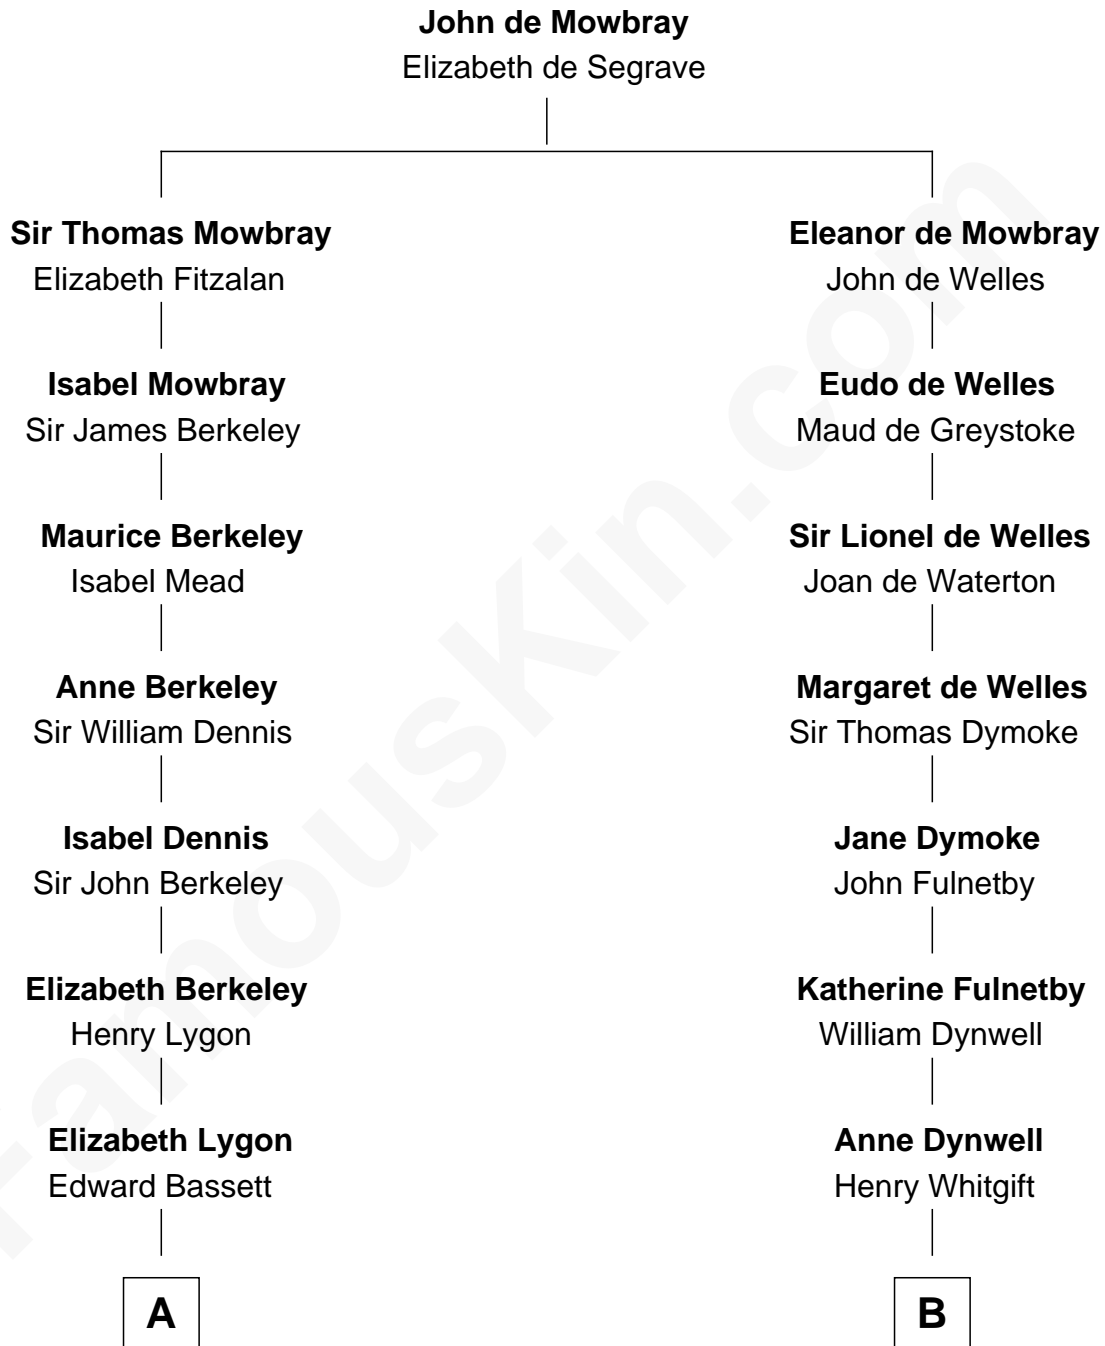 John de Mowbray
Elizabeth de Segrave
Sir Thomas Mowbray
Elizabeth Fitzalan
Eleanor de Mowbray
John de Welles
Isabel Mowbray
Sir James Berkeley
Eudo de Welles
Maud de Greystoke
Maurice Berkeley
Isabel Mead
Sir Lionel de Welles
Joan de Waterton
Anne Berkeley
Sir William Dennis
Margaret de Welles
Sir Thomas Dymoke
Isabel Dennis
Sir John Berkeley
Jane Dymoke
John Fulnetby
Elizabeth Berkeley
Henry Lygon
Katherine Fulnetby
William Dynwell
Elizabeth Lygon
Edward Bassett
Anne Dynwell
Henry Whitgift
A
B
FamousKin.com